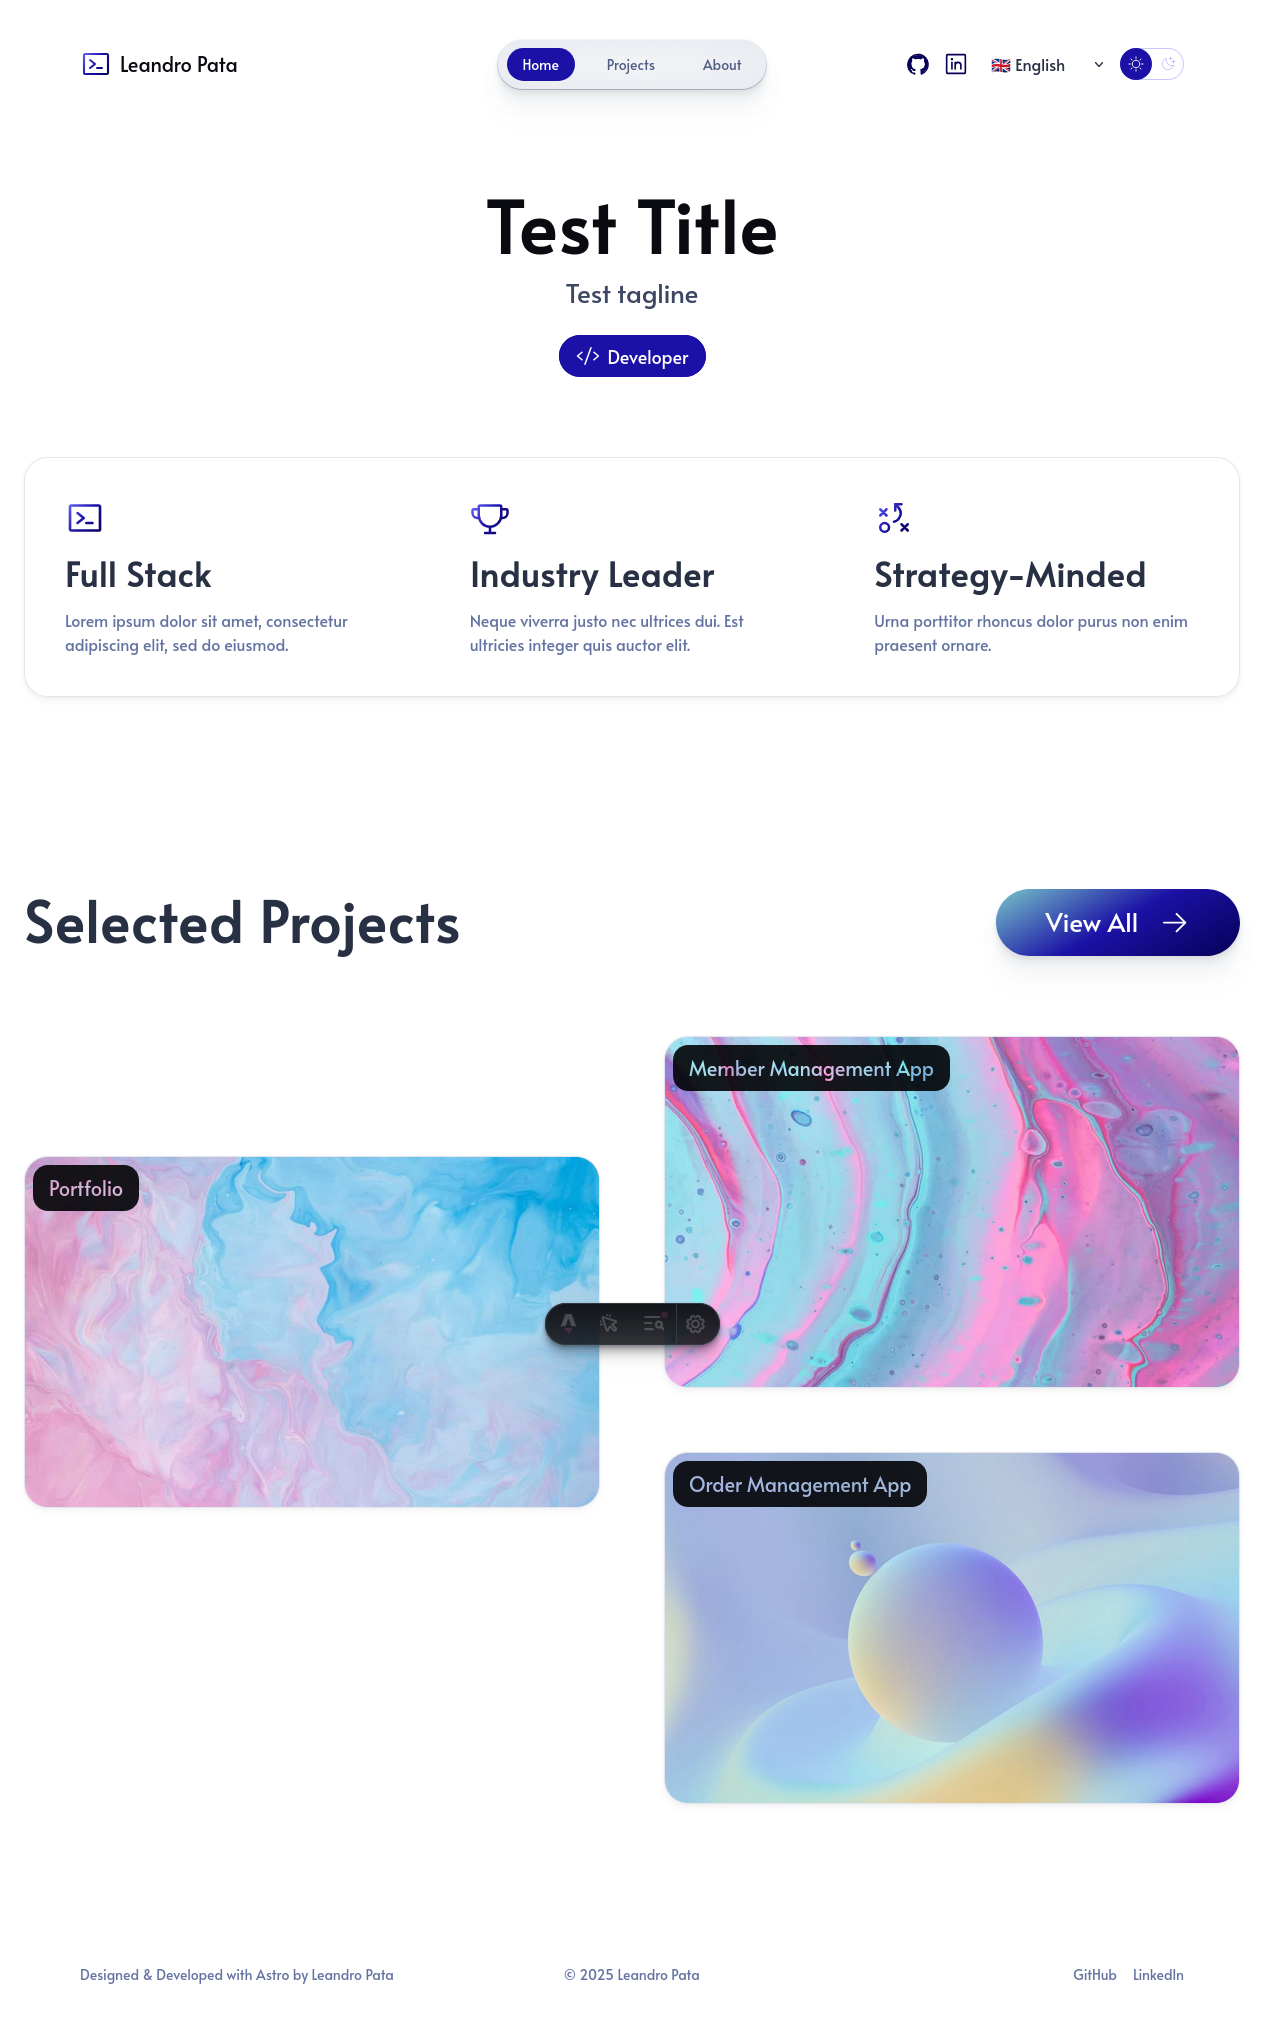 Leandro Pata
Home
Projects
About
🇬🇧 English
Test Title
Test tagline
Developer
Full Stack
Lorem ipsum dolor sit amet, consectetur
adipiscing elit, sed do eiusmod.
Industry Leader
Neque viverra justo nec ultrices dui. Est
ultricies integer quis auctor elit.
Strategy-Minded
Urna porttitor rhoncus dolor purus non enim
praesent ornare.
Selected Projects
View All
Member Management App
Portfolio
Order Management App
Designed & Developed with Astro by Leandro Pata
© 2025 Leandro Pata
GitHub
LinkedIn